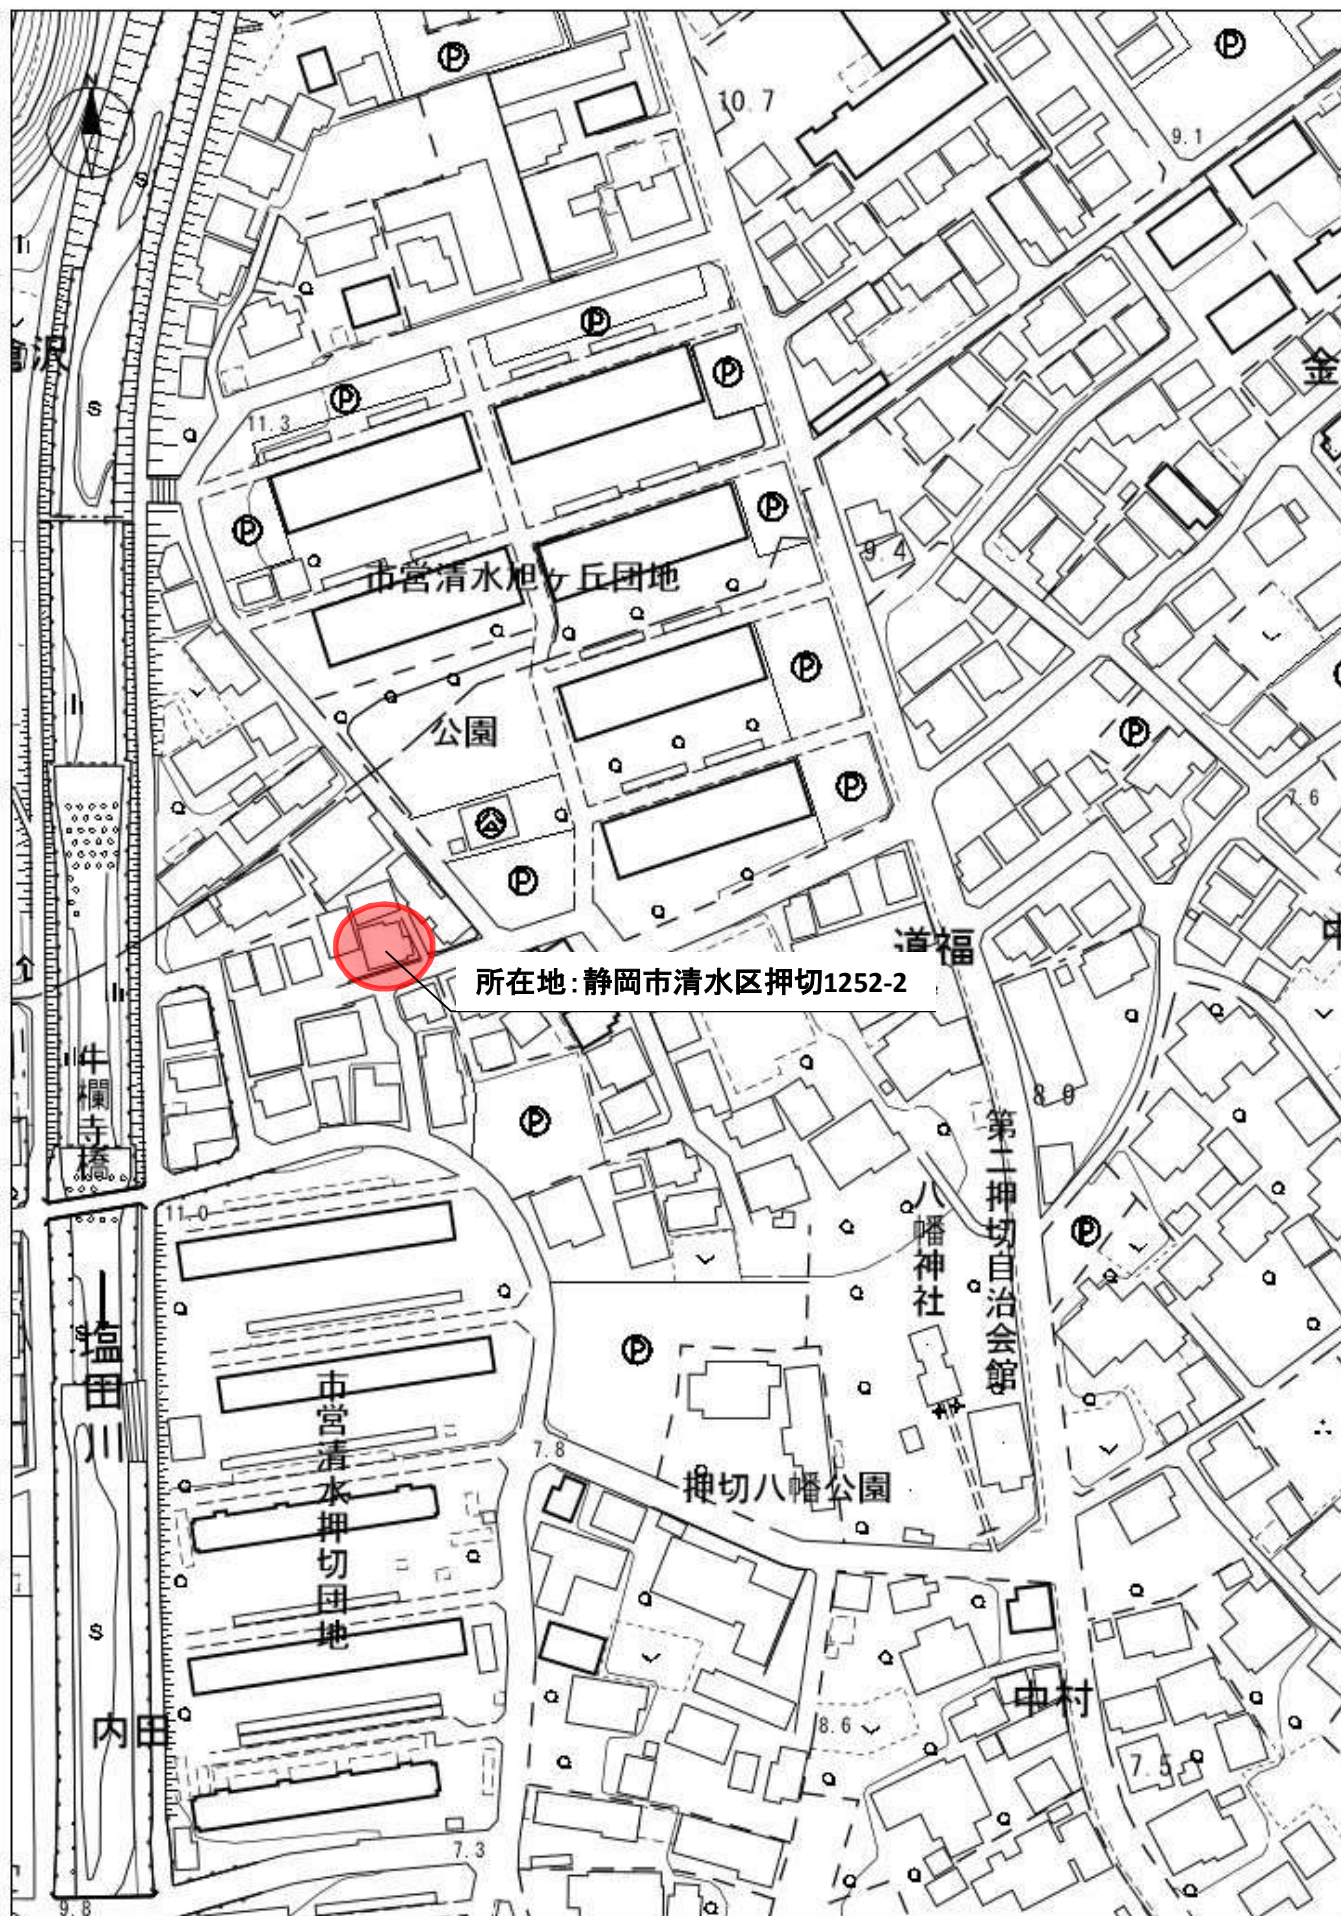 N
10.7
9.1
11.3
金
9.4
市営清水旭ヶ丘団地
公園
7.6
道福
所在地：静岡市清水区押切1252-2
牛欄寺橋
第二押切自治会館
八幡神社
11.0
塩田川
市営清水押切団地
7.8
押切八幡公園
中村
8.6
内田
7.5
7.3
9.8